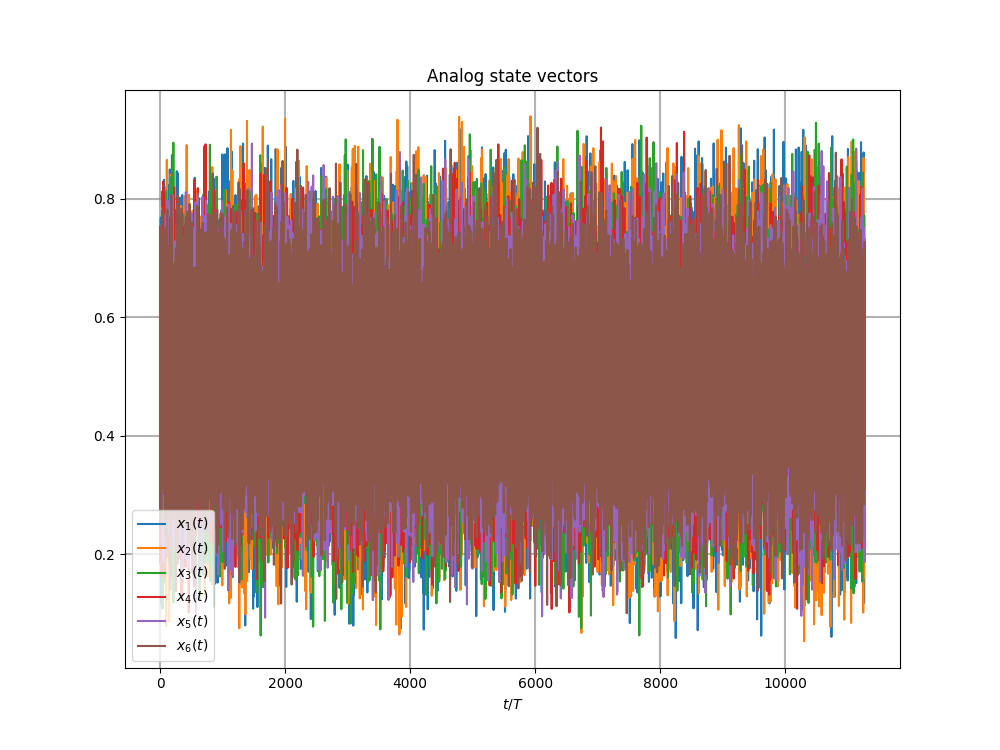 Analog state vectors
0.8
0.6
0.4
0.2
x₁(t)
x₂(t)
x₃(t)
x₄(t)
x₅(t)
x₆(t)
0 2000 4000 6000 8000 10000
t/T